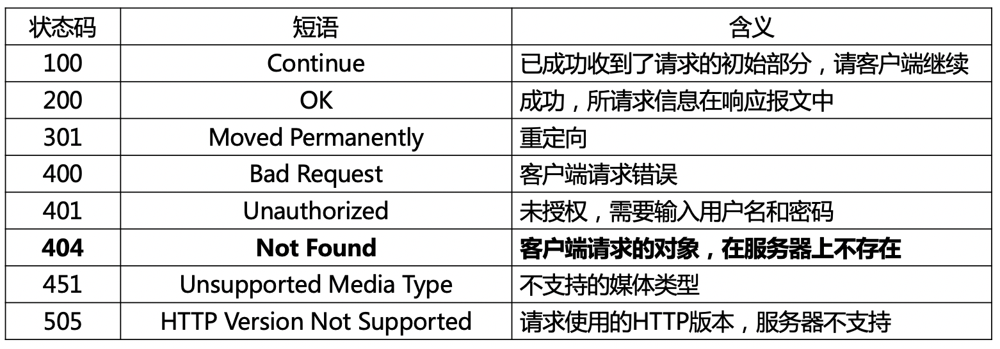 状态码 短语 含义
100 Continue 已成功收到了请求的初始部分，请客户端继续
200 OK 成功，所请求信息在响应报文中
301 Moved Permanently 重定向
400 Bad Request 客户端请求错误
401 Unauthorized 未授权，需要输入用户名和密码
404 Not Found 客户端请求的对象，在服务器上不存在
451 Unsupported Media Type 不支持的媒体类型
505 HTTP Version Not Supported 请求使用的HTTP版本，服务器不支持